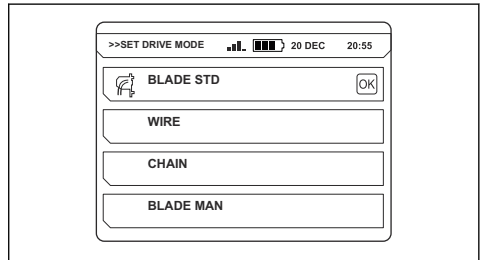 >>SET DRIVE MODE 20 DEC 20:55
BLADE STD OK
WIRE
CHAIN
BLADE MAN